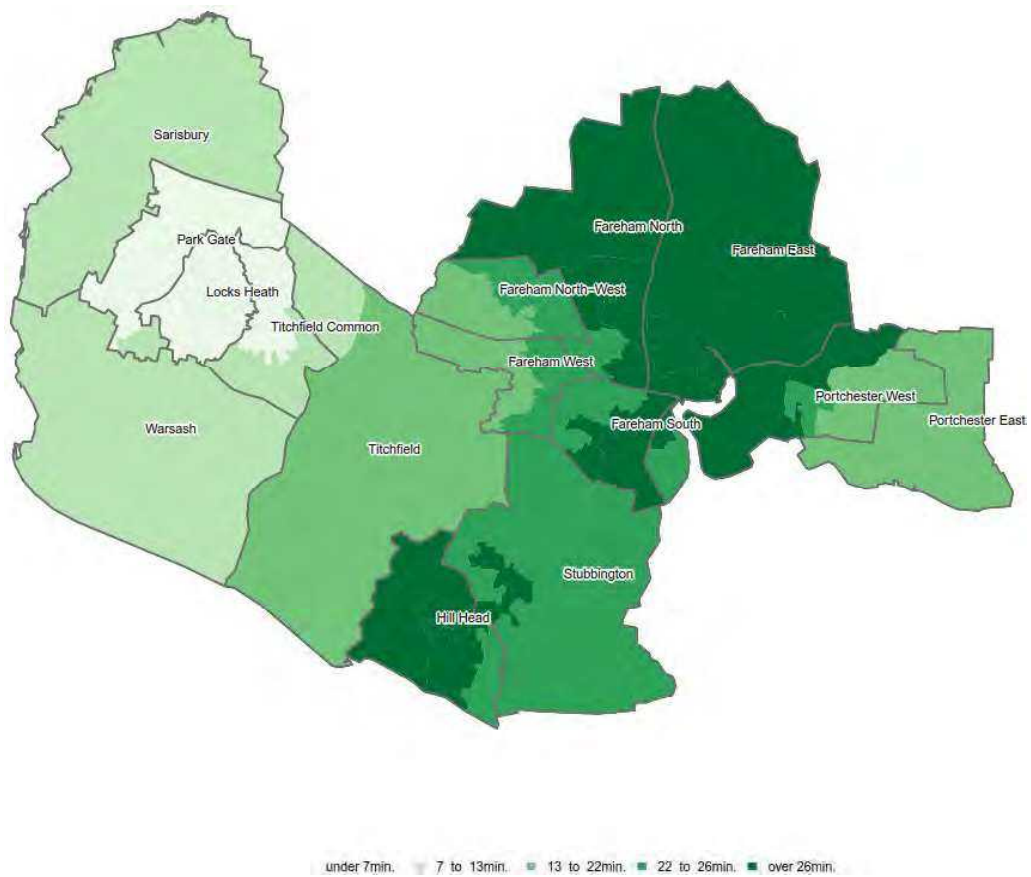 Sarisbury
Fareham North
Park Gate
Fareham East
Locks Heath
Fareham North-West
Titchfield Common
Fareham West
Portchester West
Warsash
Fareham South
Portchester East
Titchfield
Stubbington
Hill Head
under 7min. 7 to 13min. 13 to 22min. 22 to 26min. over 26min.